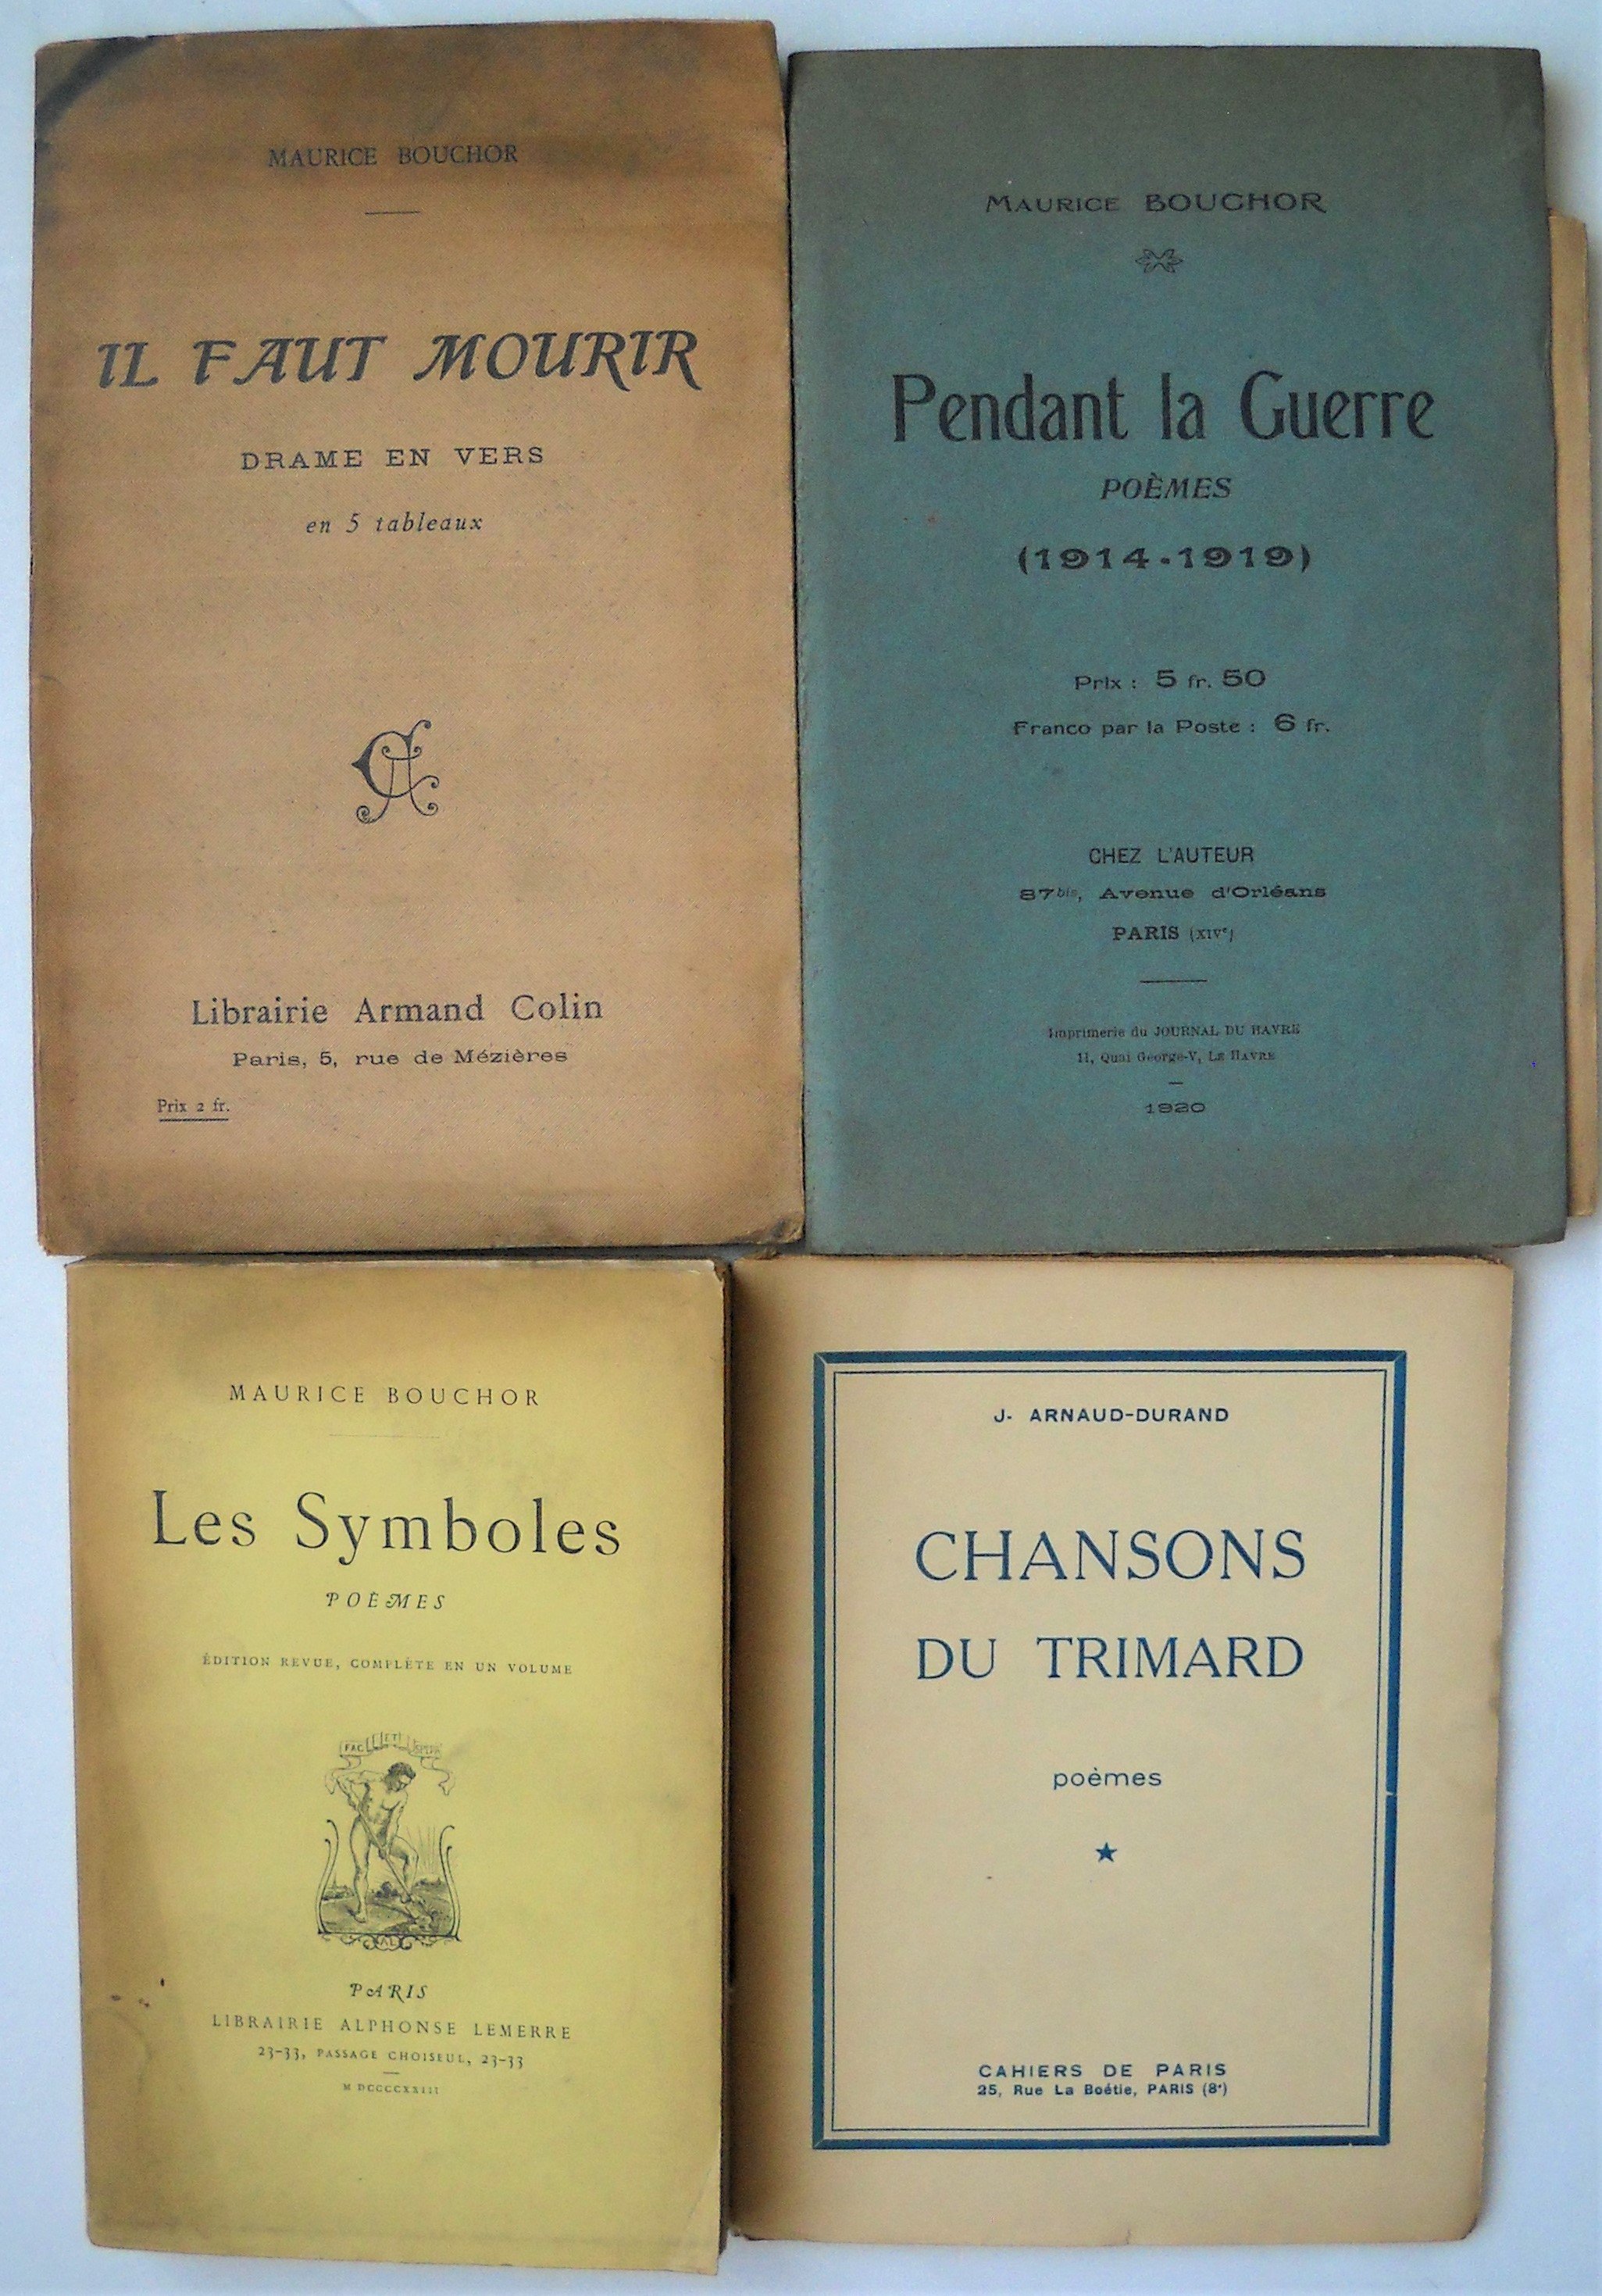 MAURICE BOUCHOR
IL FAUT MOURIR
DRAME EN VERS
en 5 tableaux
CA
Librairie Armand Colin
Paris, 5, rue de Mézières
Prix 2 fr.
MAURICE BOUCHOR
Pendant la Guerre
POÈMES
(1914-1919)
Prix : 5 fr. 50
Franco par la Poste : 6 fr.
CHEZ L'AUTEUR
87bis, Avenue d'Orléans
PARIS (XIVe)
Imprimerie du JOURNAL DU HAVRE
11, Quai George-V, LE HAVRE
1920
MAURICE BOUCHOR
Les Symboles
POÈMES
ÉDITION REVUE, COMPLÈTE EN UN VOLUME
FAC ET SPERA
AL
PARIS
LIBRAIRIE ALPHONSE LEMERRE
23-33, PASSAGE CHOISEUL, 23-33
M DCCCCXXIII
J. ARNAUD-DURAND
CHANSONS
DU TRIMARD
poèmes
CAHIERS DE PARIS
25, Rue La Boétie, PARIS (8e)